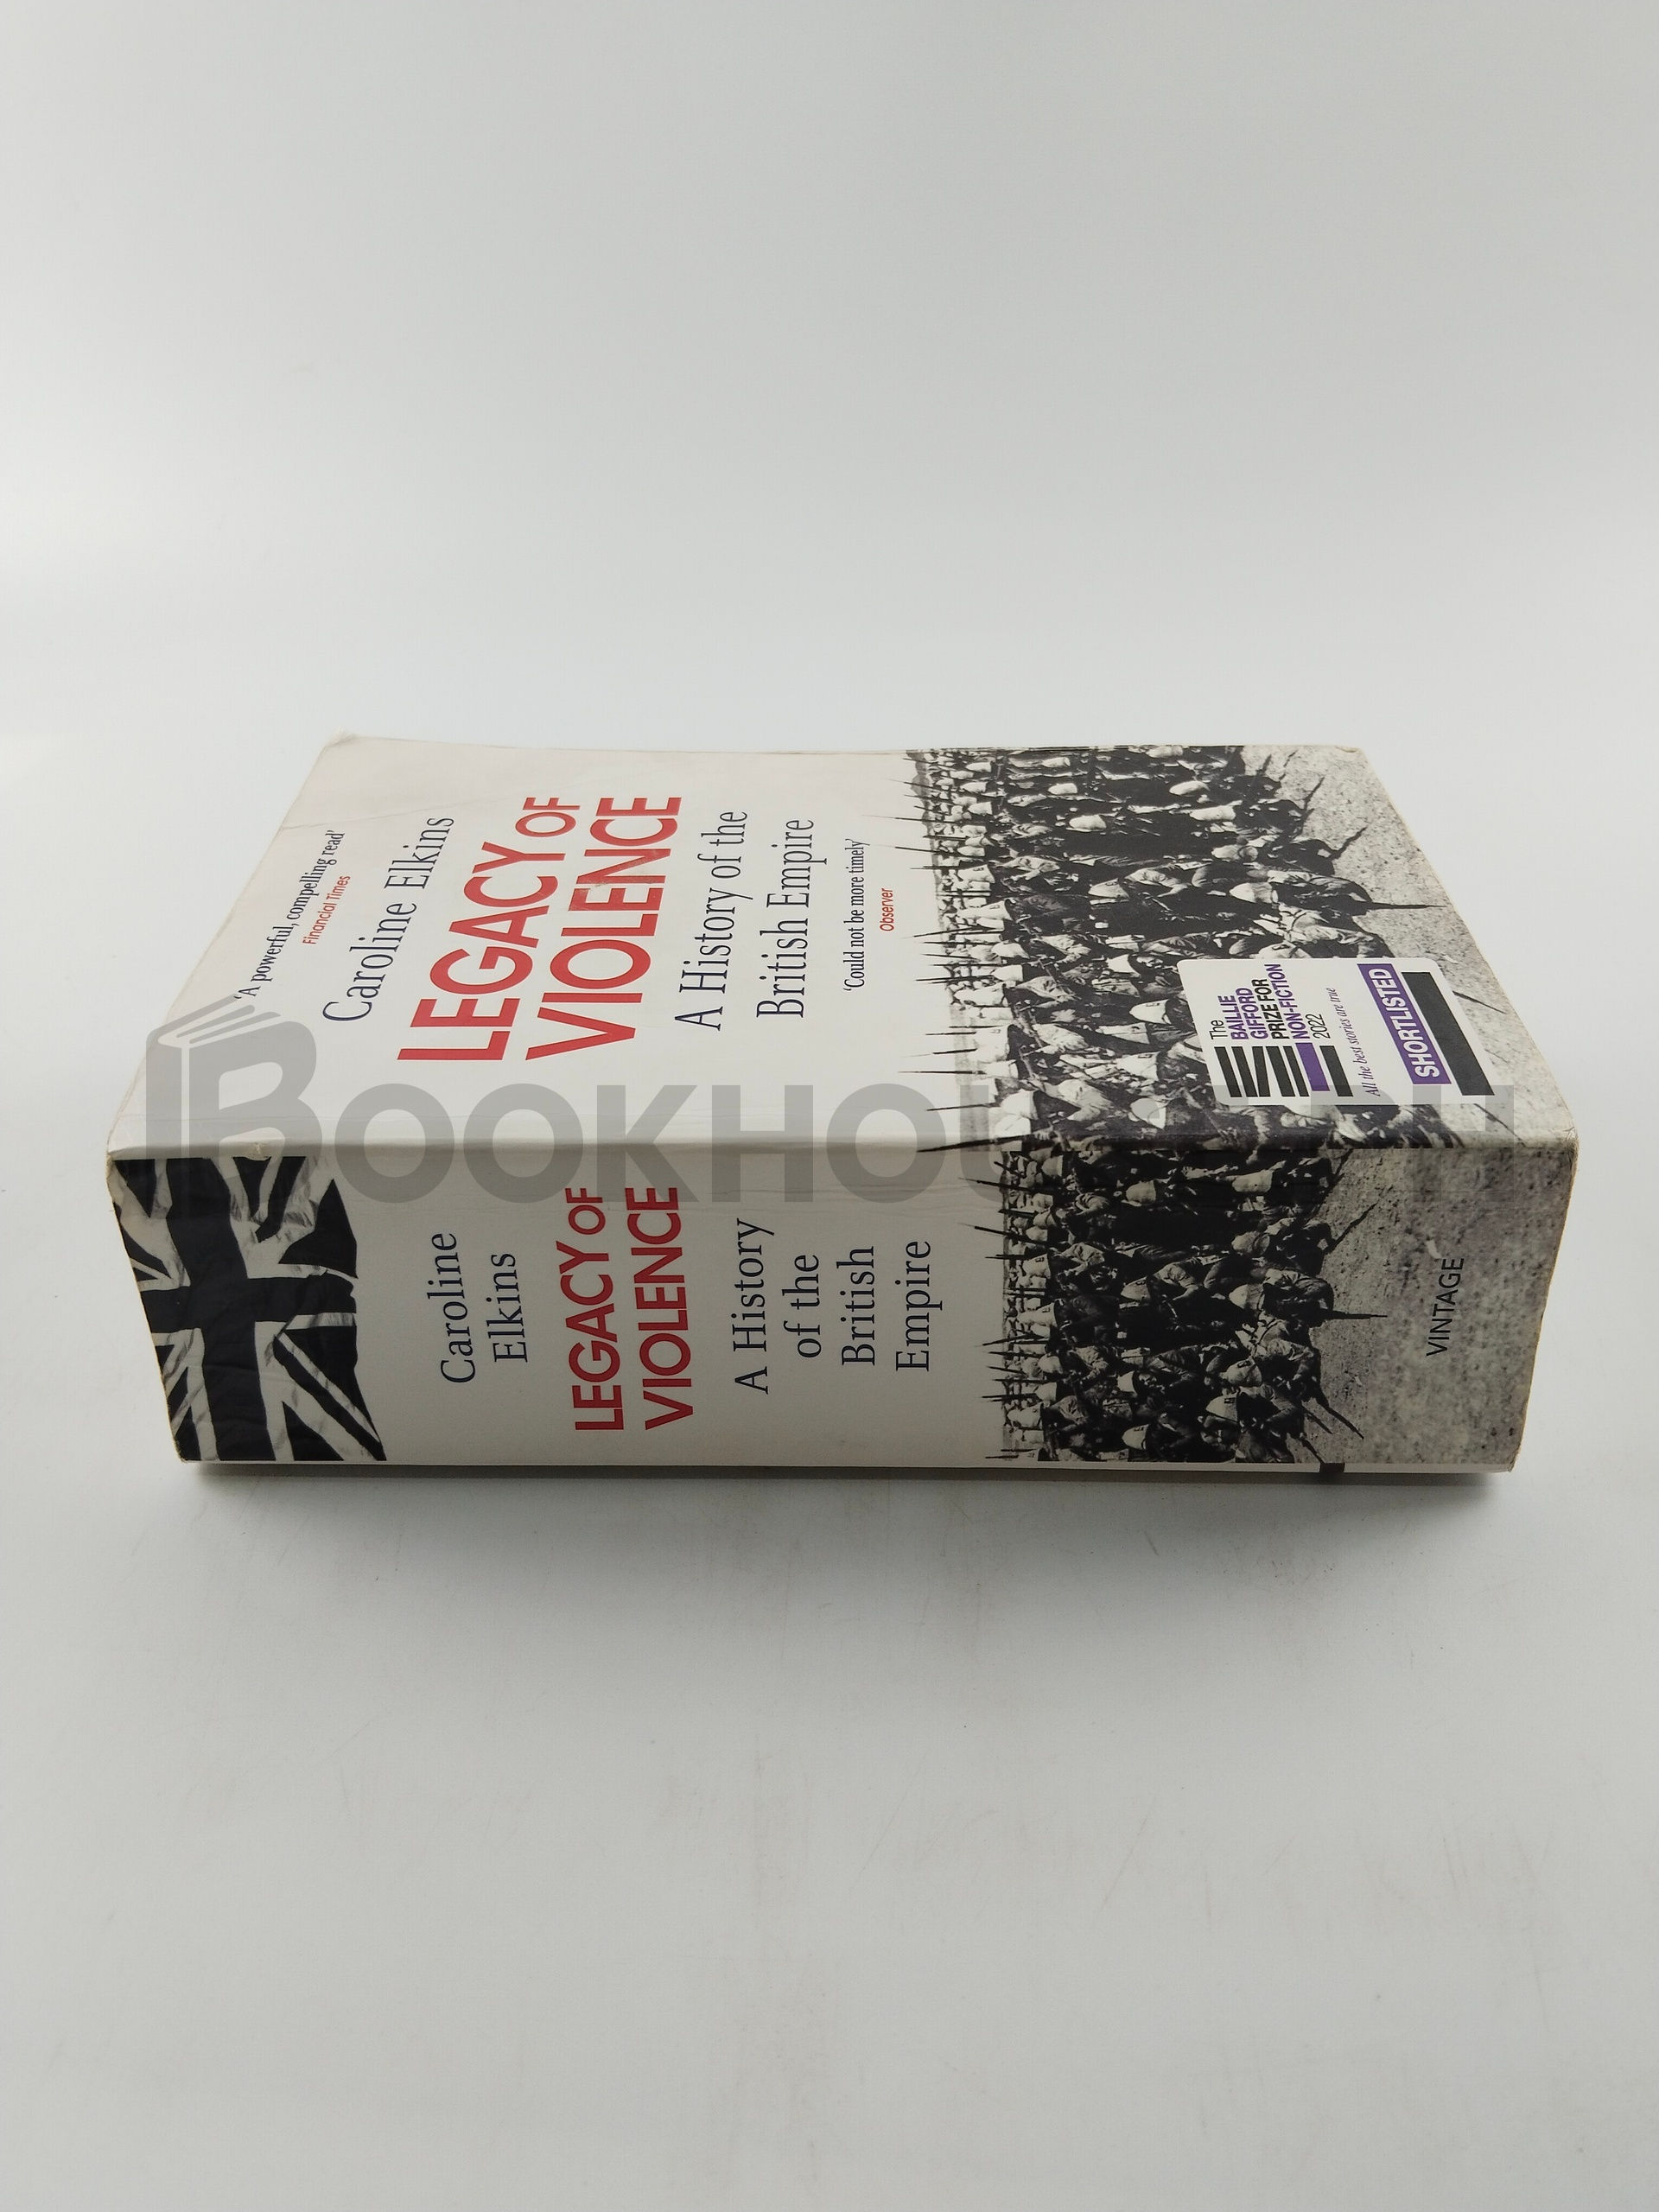 'A powerful, compelling read'
Financial Times
Caroline Elkins
LEGACY OF
VIOLENCE
A History of the
British Empire
'Could not be more timely'
Observer
The
BAILLIE
GIFFORD
PRIZE FOR
NON-FICTION
2022
All the best stories are true
SHORTLISTED
Caroline
Elkins
LEGACY OF
VIOLENCE
A History
of the
British
Empire
VINTAGE